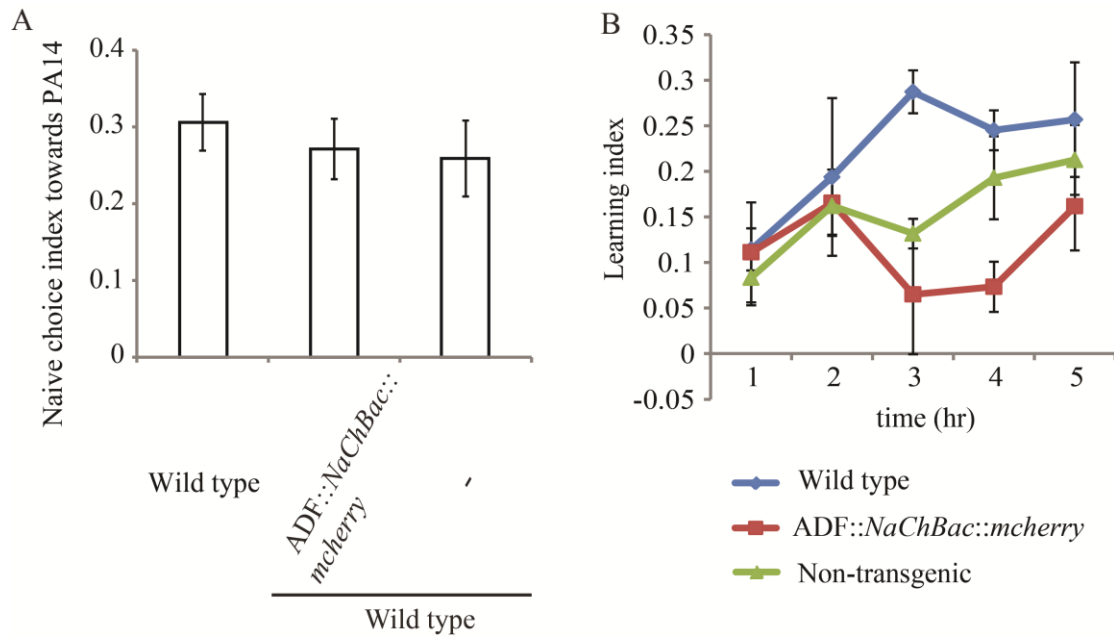 A
Naive choice index towards PA14
0.4
0.3
0.2
0.1
0
Wild type
ADF::NaChBac::
mcherry
-
Wild type
B
Learning index
0.35
0.3
0.25
0.2
0.15
0.1
0.05
0
-0.05
1 2 3 4 5
time (hr)
Wild type
ADF::NaChBac::mcherry
Non-transgenic